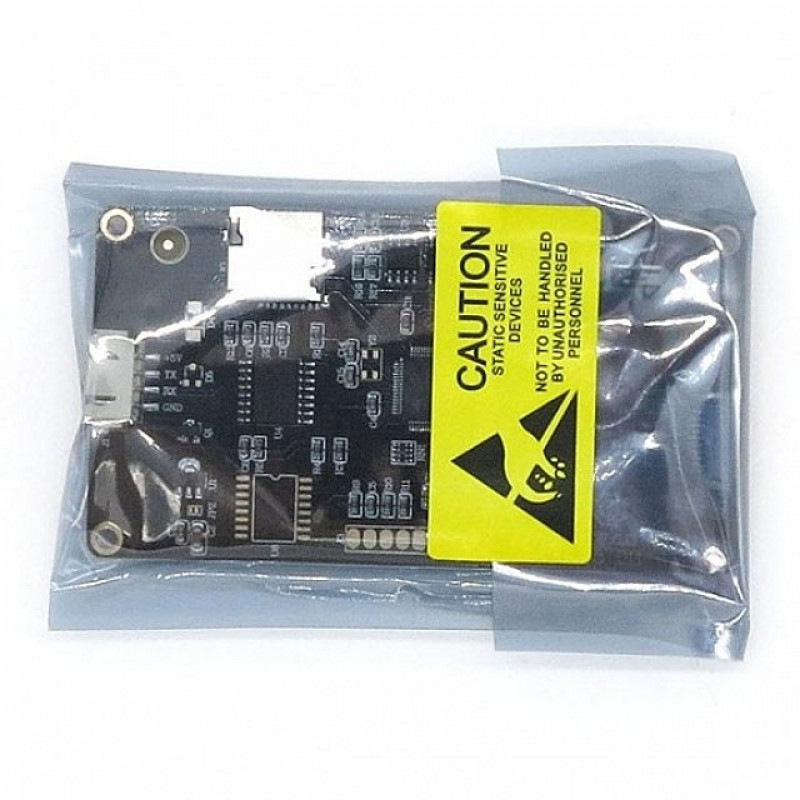 CAUTION
STATIC SENSITIVE
DEVICES
NOT TO BE HANDLED
BY UNAUTHORISED
PERSONNEL
+5V
TX
RX
GND